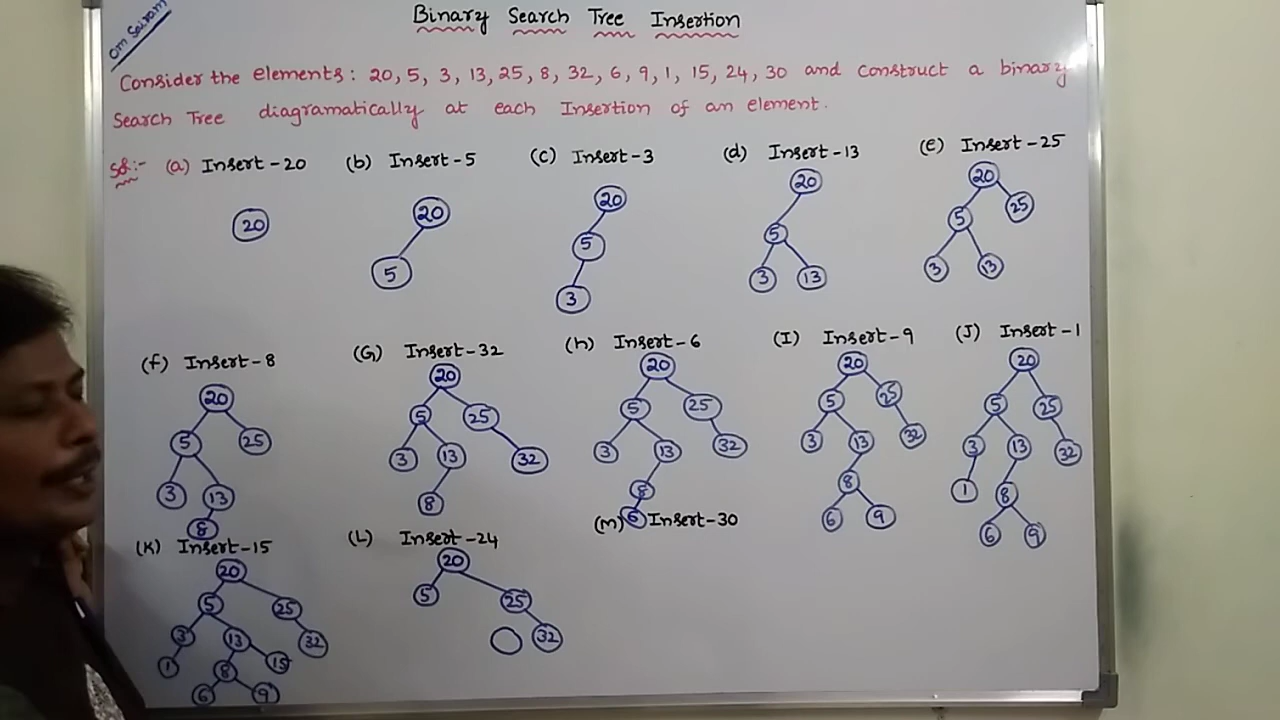 Om Sairam
Binary Search Tree Insertion
Consider the elements: 20, 5, 3, 13, 25, 8, 32, 6, 9, 1, 15, 24, 30 and construct a binary
Search Tree diagramatically at each Insertion of an element.
Sol:- (a) Insert-20 (b) Insert-5 (c) Insert-3 (d) Insert-13 (e) Insert-25
20
20
5
20
5
3
20
5
3 13
20
5 25
3 13
(f) Insert-8 (G) Insert-32 (h) Insert-6 (I) Insert-9 (J) Insert-1
20
5 25
3 13
8
20
5 25
3 13 32
8
20
5 25
3 13 32
8
6
20
5 25
3 13 32
8
6 9
20
5 25
3 13 32
1 8
6 9
(K) Insert-15 (L) Insert-24 (M) Insert-30
20
5 25
3 13 32
1 8 15
6 9
20
5 25
32